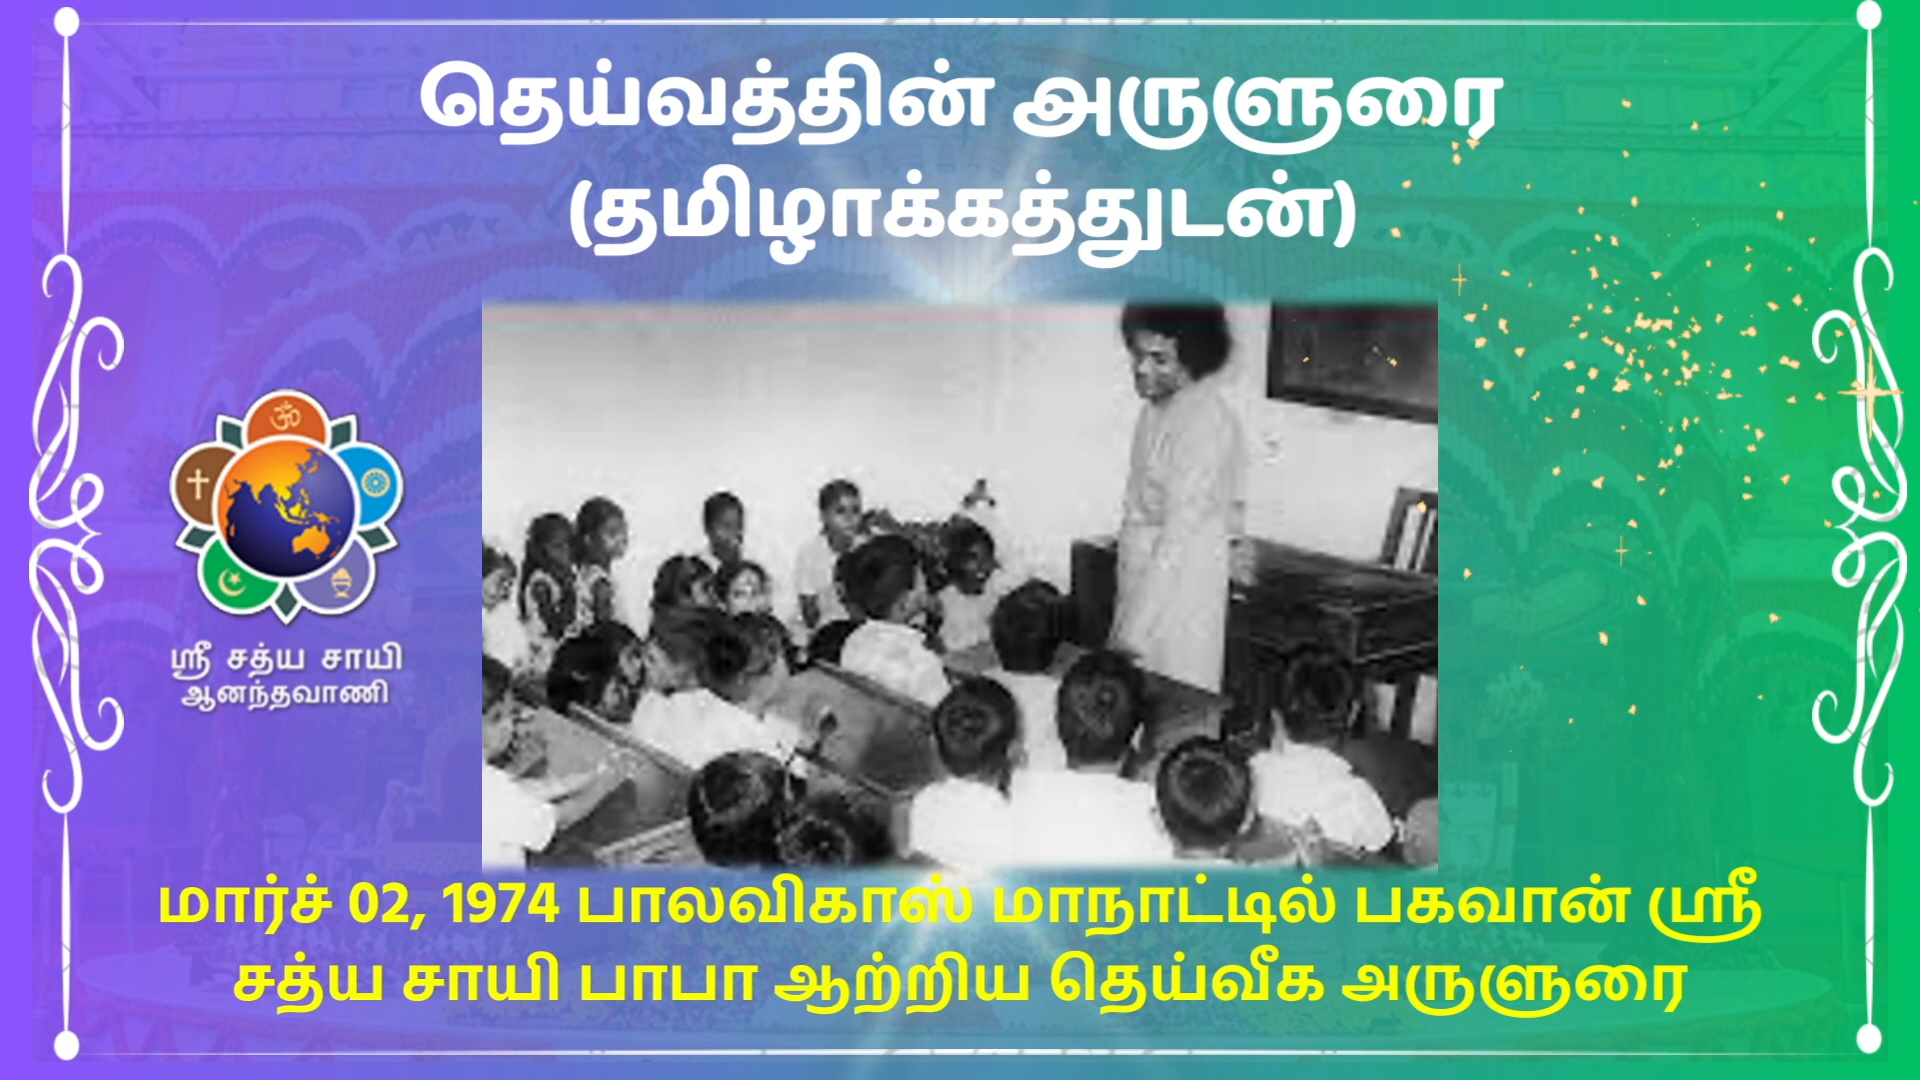 தெய்வத்தின் அருளுரை
(தமிழாக்கத்துடன்)
ஸ்ரீ சத்ய சாயி
ஆனந்தவாணி
மார்ச் 02, 1974 பாலவிகாஸ் மாநாட்டில் பகவான் ஸ்ரீ
சத்ய சாயி பாபா ஆற்றிய தெய்வீக அருளுரை